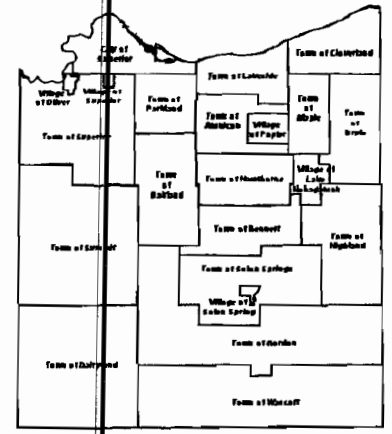 City of
Superior
Town of Cloverland
Town of Lakeside
Village
of Oliver
Village of
Superior
Town of
Parkland
Town of
Amnicon
Village
of Poplar
Town of
Maple
Town
of
Brule
Town of Superior
Town
of
Oakland
Town of Hawthorne
Village of
Lake
Nebagamon
Town of Bennett
Town of Summit
Town of
Highland
Town of Solon Springs
Village of
Solon Springs
Town of Gordon
Town of Dairyland
Town of Wascott